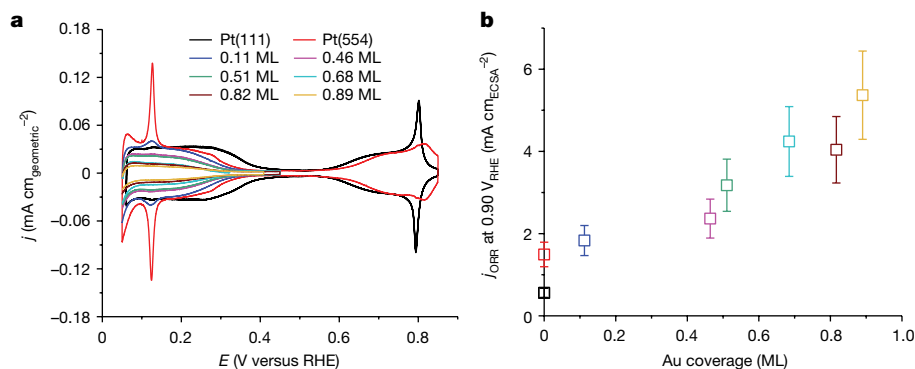 a
Pt(111) Pt(554)
0.11 ML 0.46 ML
0.51 ML 0.68 ML
0.82 ML 0.89 ML
0.18
0.12
0.06
0
−0.06
−0.12
−0.18
j (mA cm geometric −2)
0 0.2 0.4 0.6 0.8
E (V versus RHE)
b
6
4
2
0
jORR at 0.90 VRHE (mA cmECSA−2)
0 0.2 0.4 0.6 0.8 1.0
Au coverage (ML)